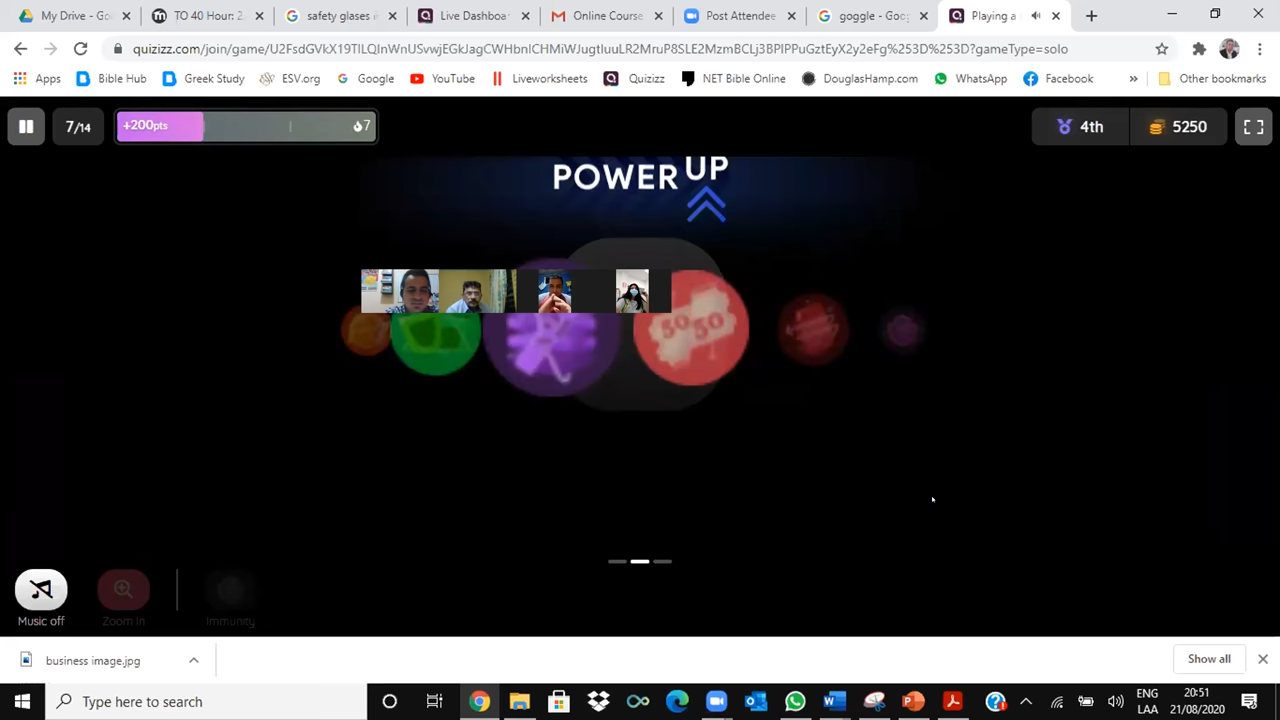 My Drive - Go
TO 40 Hour: 2
safety glases i
Live Dashboa
Online Course
Post Attendee
goggle - Goo
Playing a
quizizz.com/join/game/
?gameType=solo
Apps
Bible Hub
Greek Study
ESV.org
Google
YouTube
Liveworksheets
Quizizz
NET Bible Online
DouglasHamp.com
WhatsApp
Facebook
»
Other bookmarks
7/14
+200pts
7
4th
5250
POWER UP
50 50
Music off
Zoom In
Immunity
business image.jpg
Show all
Type here to search
ENG
LAA
20:51
21/08/2020